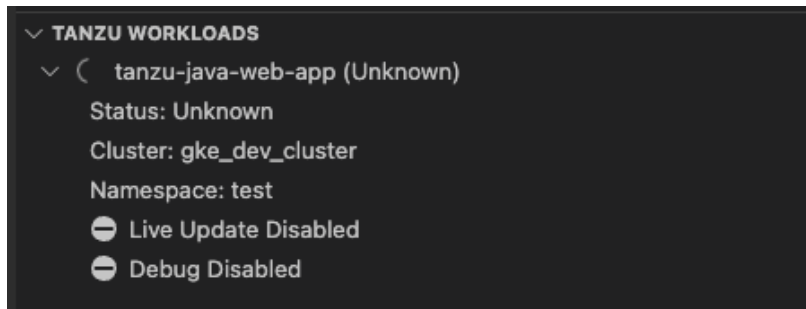 TANZU WORKLOADS
tanzu-java-web-app (Unknown)
Status: Unknown
Cluster: gke_dev_cluster
Namespace: test
Live Update Disabled
Debug Disabled